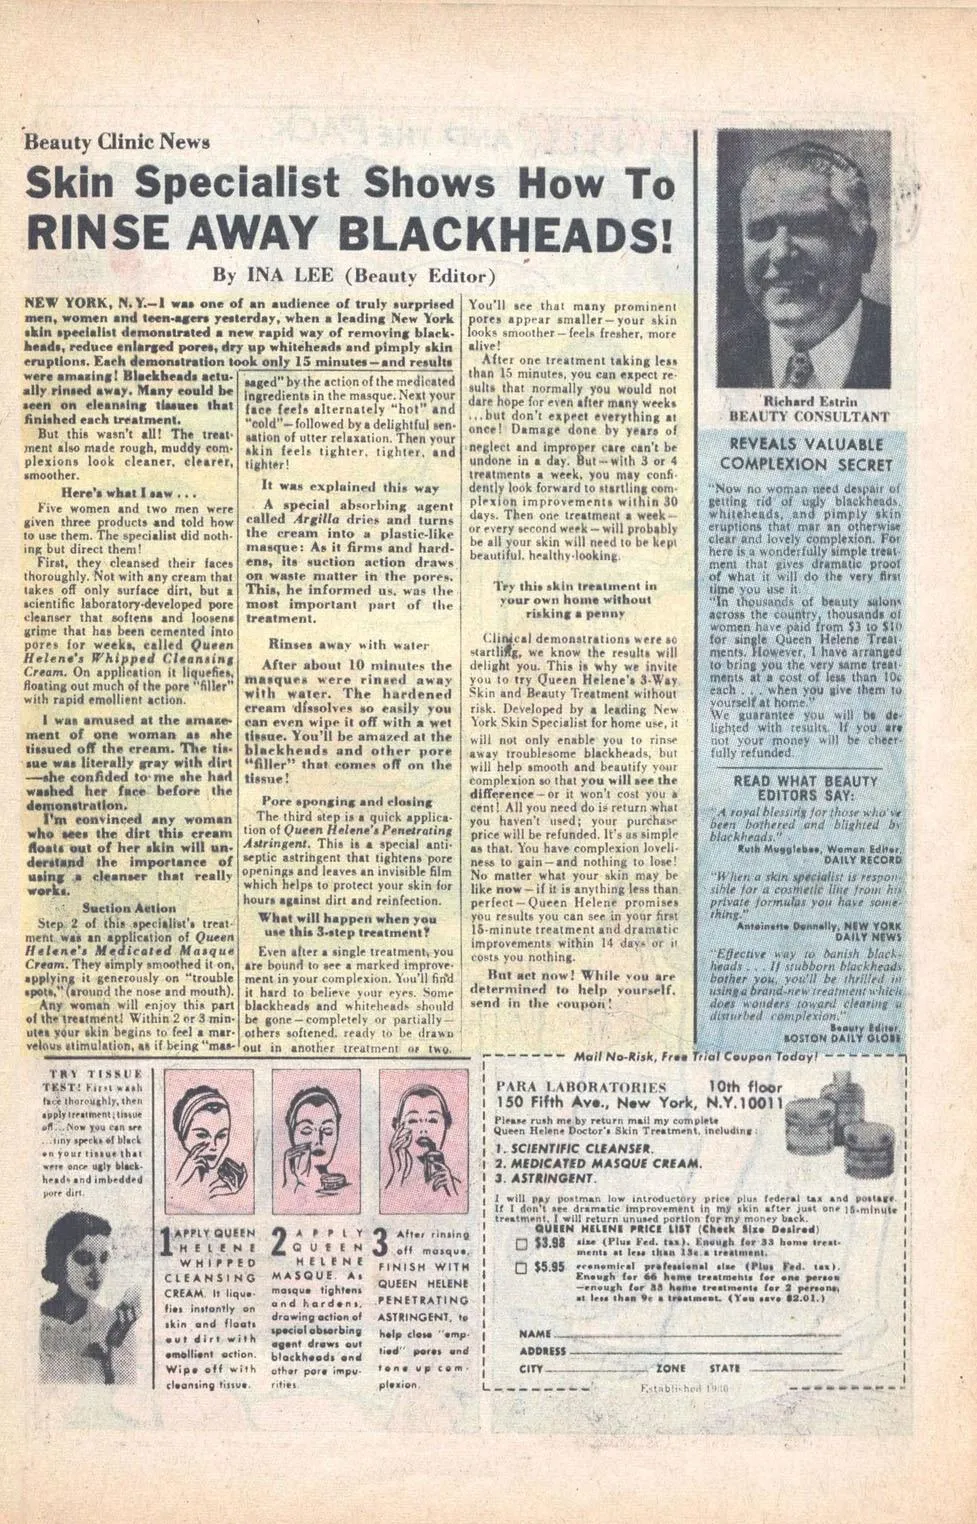 Beauty Clinic News
Skin Specialist Shows How To
RINSE AWAY BLACKHEADS!
By INA LEE (Beauty Editor)
NEW YORK, N.Y.—I was one of an audience of truly surprised
men, women and teen-agers yesterday, when a leading New York
skin specialist demonstrated a new rapid way of removing black-
heads, reduce enlarged pores, dry up whiteheads and pimply skin
eruptions. Each demonstration took only 15 minutes—and results
were amazing! Blackheads actu-
ally rinsed away. Many could be
seen on cleansing tissues that
finished each treatment.
But this wasn't all! The treat-
ment also made rough, muddy com-
plexions look cleaner, clearer,
smoother.
Here's what I saw . . .
Five women and two men were
given three products and told how
to use them. The specialist did noth-
ing but direct them!
First, they cleansed their faces
thoroughly. Not with any cream that
takes off only surface dirt, but a
scientific laboratory-developed pore
cleanser that softens and loosens
grime that has been cemented into
pores for weeks, called Queen
Helene's Whipped Cleansing
Cream. On application it liquefies,
floating out much of the pore "filler"
with rapid emollient action.
I was amused at the amaze-
ment of one woman as she
tissued off the cream. The tis-
sue was literally gray with dirt
—she confided to me she had
washed her face before the
demonstration.
I'm convinced any woman
who sees the dirt this cream
floats out of her skin will un-
derstand the importance of
using a cleanser that really
works.
Suction Action
Step 2 of this specialist's treat-
ment was an application of Queen
Helene's Medicated Masque
Cream. They simply smoothed it on,
applying it generously on "trouble
spots," (around the nose and mouth).
Any woman will enjoy this part
of the treatment! Within 2 or 3 min-
utes your skin begins to feel a mar-
velous stimulation, as if being "mas-
saged" by the action of the medicated
ingredients in the masque. Next your
face feels alternately "hot" and
"cold"—followed by a delightful sen-
sation of utter relaxation. Then your
skin feels tighter, tighter, and
tighter!
It was explained this way
A special absorbing agent
called Argilla dries and turns
the cream into a plastic-like
masque: As it firms and hard-
ens, its suction action draws
on waste matter in the pores.
This, he informed us, was the
most important part of the
treatment.
Rinses away with water
After about 10 minutes the
masques were rinsed away
with water. The hardened
cream dissolves so easily you
can even wipe it off with a wet
tissue. You'll be amazed at the
blackheads and other pore
"filler" that comes off on the
tissue!
Pore sponging and closing
The third step is a quick applica-
tion of Queen Helene's Penetrating
Astringent. This is a special anti-
septic astringent that tightens pore
openings and leaves an invisible film
which helps to protect your skin for
hours against dirt and reinfection.
What will happen when you
use this 3-step treatment?
Even after a single treatment, you
are bound to see a marked improve-
ment in your complexion. You'll find
it hard to believe your eyes. Some
blackheads and whiteheads should
be gone—completely or partially—
others softened, ready to be drawn
out in another treatment or two.
You'll see that many prominent
pores appear smaller—your skin
looks smoother—feels fresher, more
alive!
After one treatment taking less
than 15 minutes, you can expect re-
sults that normally you would not
dare hope for even after many weeks
...but don't expect everything at
once! Damage done by years of
neglect and improper care can't be
undone in a day. But—with 3 or 4
treatments a week, you may confi-
dently look forward to startling com-
plexion improvements within 30
days. Then one treatment a week—
or every second week—will probably
be all your skin will need to be kept
beautiful, healthy-looking.
Try this skin treatment in
your own home without
risking a penny
Clinical demonstrations were so
startling, we know the results will
delight you. This is why we invite
you to try Queen Helene's 3-Way
Skin and Beauty Treatment without
risk. Developed by a leading New
York Skin Specialist for home use, it
will not only enable you to rinse
away troublesome blackheads, but
will help smooth and beautify your
complexion so that you will see the
difference—or it won't cost you a
cent! All you need do is return what
you haven't used; your purchase
price will be refunded. It's as simple
as that. You have complexion loveli-
ness to gain—and nothing to lose!
No matter what your skin may be
like now—if it is anything less than
perfect—Queen Helene promises
you results you can see in your first
15-minute treatment and dramatic
improvements within 14 days or it
costs you nothing.
But act now! While you are
determined to help yourself,
send in the coupon!
Richard Estrin
BEAUTY CONSULTANT
REVEALS VALUABLE
COMPLEXION SECRET
"Now no woman need despair of
getting rid of ugly blackheads,
whiteheads, and pimply skin
eruptions that mar an otherwise
clear and lovely complexion. For
here is a wonderfully simple treat-
ment that gives dramatic proof
of what it will do the very first
time you use it.
"In thousands of beauty salons
across the country, thousands of
women have paid from $3 to $10
for single Queen Helene Treat-
ments. However, I have arranged
to bring you the very same treat-
ments at a cost of less than 10c
each . . . when you give them to
yourself at home."
We guarantee you will be de-
lighted with results. If you are
not your money will be cheer-
fully refunded.
READ WHAT BEAUTY
EDITORS SAY:
"A royal blessing for those who've
been bothered and blighted by
blackheads."
Ruth Mugglebee, Woman Editor,
DAILY RECORD
"When a skin specialist is respon-
sible for a cosmetic line from his
private formulas you have some-
thing."
Antoinette Donnelly, NEW YORK
DAILY NEWS
"Effective way to banish black-
heads . . . If stubborn blackheads
bother you, you'll be thrilled in
using a brand-new treatment which
does wonders toward clearing a
disturbed complexion."
Beauty Editor,
BOSTON DAILY GLOBE
TRY TISSUE
TEST! First wash
face thoroughly, then
apply treatment; tissue
off...Now you can see
...tiny specks of black
on your tissue that
were once ugly black-
heads and imbedded
pore dirt.
1 APPLY QUEEN
HELENE
WHIPPED
CLEANSING
CREAM. It lique-
fies instantly on
skin and floats
out dirt with
emollient action.
Wipe off with
cleansing tissue.
2 APPLY
QUEEN
HELENE
MASQUE. As
masque tightens
and hardens,
drawing action of
special absorbing
agent draws out
blackheads and
other pore impu-
rities.
3 After rinsing
off masque,
FINISH WITH
QUEEN HELENE
PENETRATING
ASTRINGENT, to
help close "emp-
tied" pores and
tone up com-
plexion.
Mail No-Risk, Free Trial Coupon Today!
PARA LABORATORIES 10th floor
150 Fifth Ave., New York, N.Y. 10011
Please rush me by return mail my complete
Queen Helene Doctor's Skin Treatment, including:
1. SCIENTIFIC CLEANSER.
2. MEDICATED MASQUE CREAM.
3. ASTRINGENT.
I will pay postman low introductory price plus federal tax and postage.
If I don't see dramatic improvement in my skin after just one 15-minute
treatment, I will return unused portion for my money back.
QUEEN HELENE PRICE LIST (Check Size Desired)
$3.98 size (Plus Fed. tax). Enough for 33 home treat-
ments at less than 13c a treatment.
$5.95 economical professional size (Plus Fed. tax).
Enough for 66 home treatments for one person
—enough for 33 home treatments for 2 persons,
at less than 9c a treatment. (You save $2.01.)
NAME
ADDRESS
CITY ZONE STATE
Established 1930